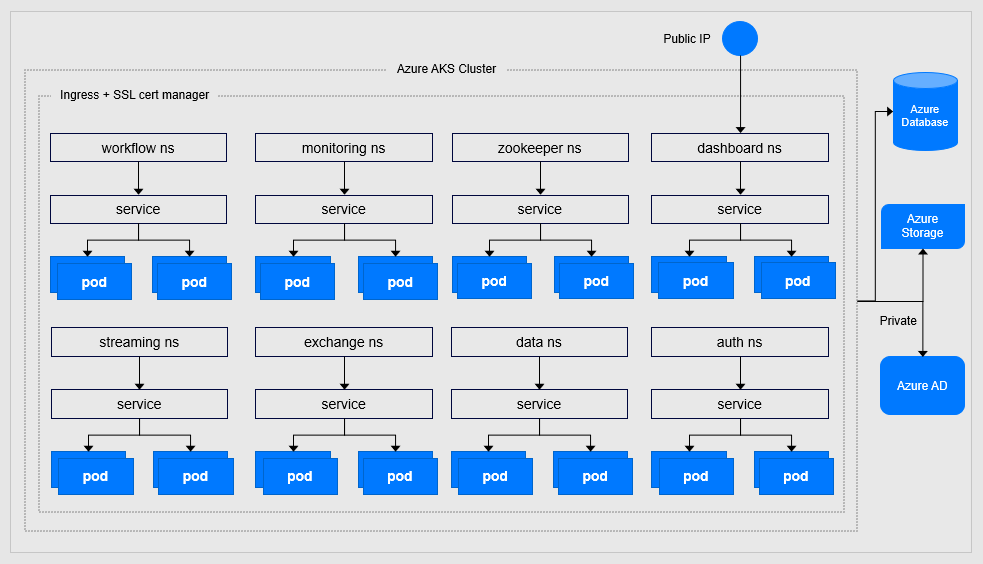 Public IP
Azure AKS Cluster
Ingress + SSL cert manager
Azure
Database
workflow ns
monitoring ns
zookeeper ns
dashboard ns
service
service
service
service
Azure
Storage
pod
pod
pod
pod
pod
pod
pod
pod
Private
streaming ns
exchange ns
data ns
auth ns
Azure AD
service
service
service
service
pod
pod
pod
pod
pod
pod
pod
pod